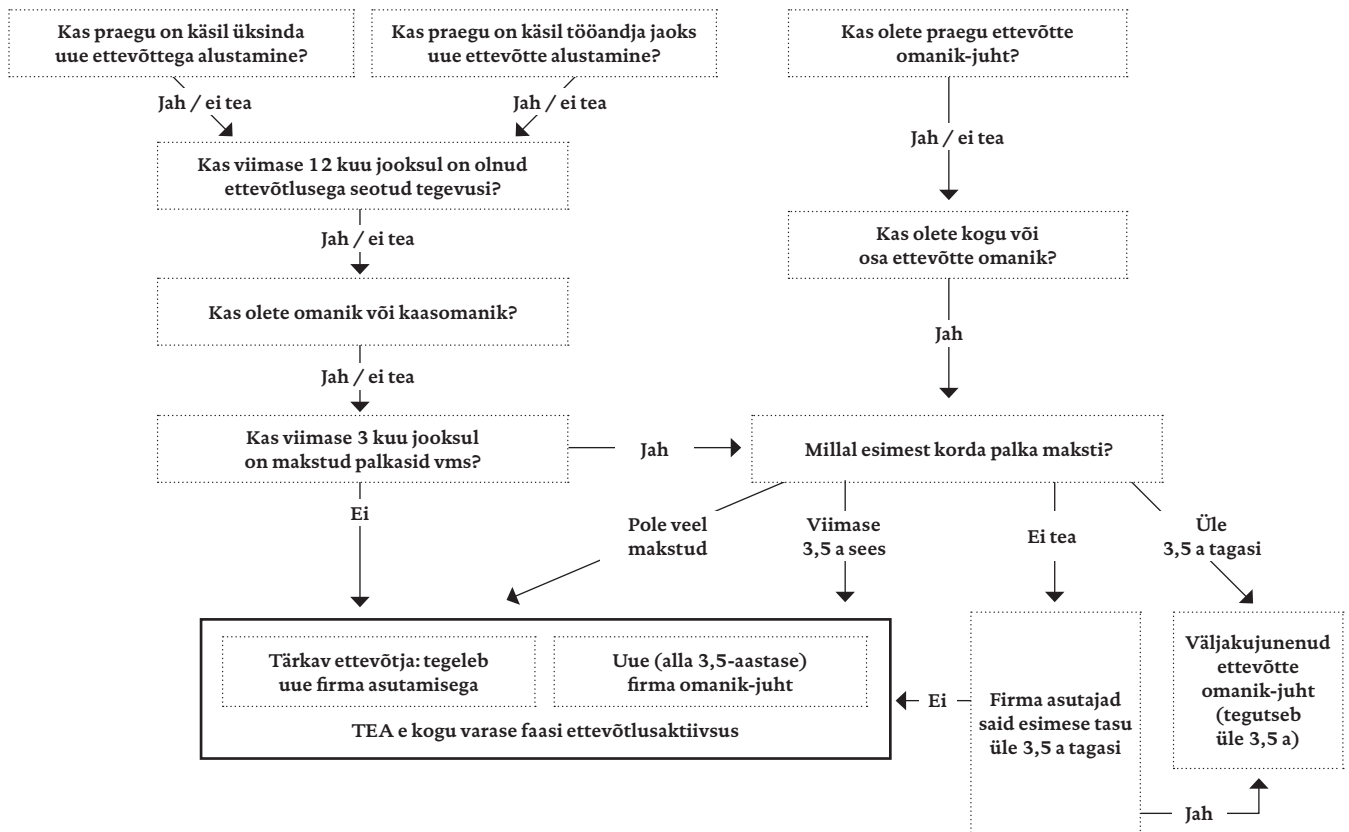 Kas praegu on käsil üksinda
uue ettevõttega alustamine?
Kas praegu on käsil tööandja jaoks
uue ettevõtte alustamine?
Kas olete praegu ettevõtte
omanik-juht?
Jah / ei tea
Jah / ei tea
Jah / ei tea
Kas viimase 12 kuu jooksul on olnud
ettevõtlusega seotud tegevusi?
Kas olete kogu või
osa ettevõtte omanik?
Jah / ei tea
Kas olete omanik või kaasomanik?
Jah
Jah / ei tea
Kas viimase 3 kuu jooksul
on makstud palkasid vms?
Jah
Millal esimest korda palka maksti?
Ei
Pole veel
makstud
Viimase
3,5 a sees
Ei tea
Üle
3,5 a tagasi
Tärkav ettevõtja: tegeleb
uue firma asutamisega
Uue (alla 3,5-aastase)
firma omanik-juht
TEA e kogu varase faasi ettevõtlusaktiivsus
Ei
Firma asutajad
said esimese tasu
üle 3,5 a tagasi
Väljakujunenud
ettevõtte
omanik-juht
(tegutseb
üle 3,5 a)
Jah